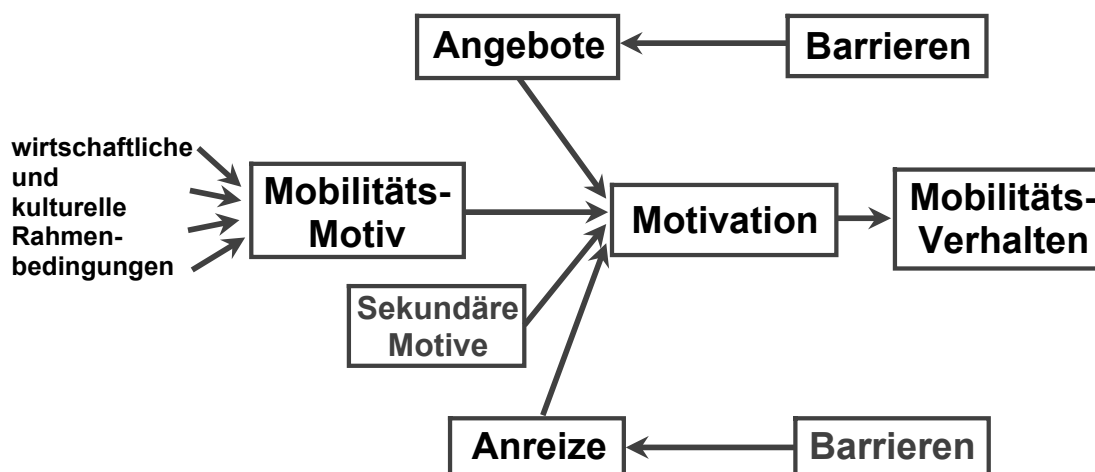 Angebote
Barrieren
wirtschaftliche
und
kulturelle
Rahmen-
bedingungen
Mobilitäts-
Motiv
Motivation
Mobilitäts-
Verhalten
Sekundäre
Motive
Anreize
Barrieren